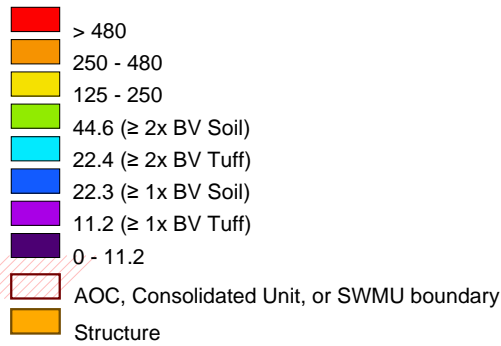 > 480
250 - 480
125 - 250
44.6 (≥ 2x BV Soil)
22.4 (≥ 2x BV Tuff)
22.3 (≥ 1x BV Soil)
11.2 (≥ 1x BV Tuff)
0 - 11.2
AOC, Consolidated Unit, or SWMU boundary
Structure